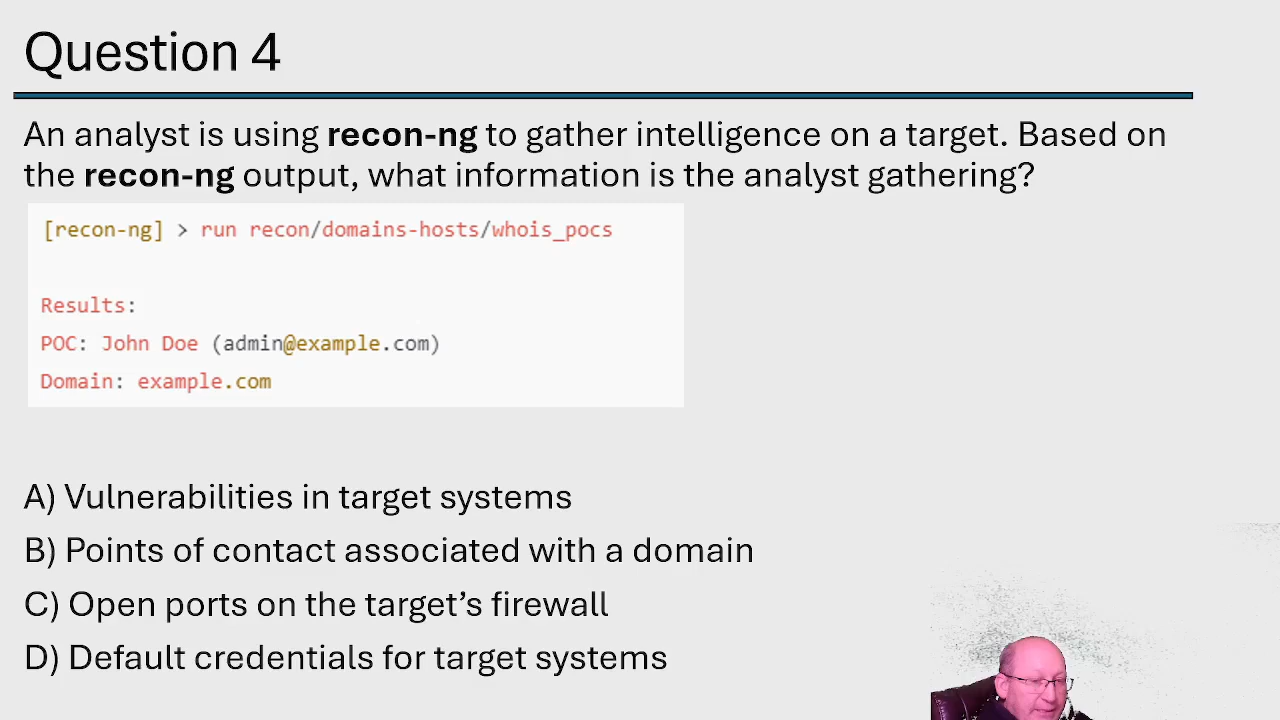 Question 4
An analyst is using recon-ng to gather intelligence on a target. Based on
the recon-ng output, what information is the analyst gathering?
[recon-ng] > run recon/domains-hosts/whois_pocs
Results:
POC: John Doe (admin@example.com)
Domain: example.com
A) Vulnerabilities in target systems
B) Points of contact associated with a domain
C) Open ports on the target’s firewall
D) Default credentials for target systems